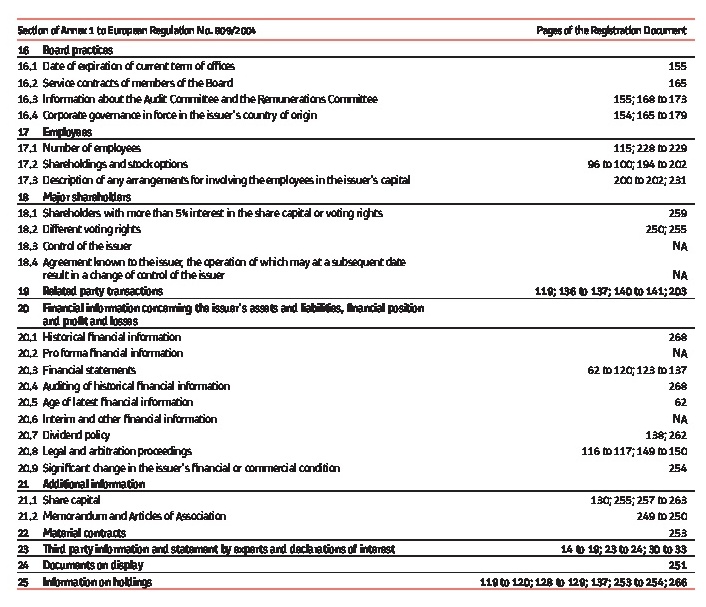 Section of Annex 1 to European Regulation No. 809/2004 Pages of the Registration Document
16 Board practices
16.1 Date of expiration of current term of offices 155
16.2 Service contracts of members of the Board 165
16.3 Information about the Audit Committee and the Remunerations Committee 155; 168 to 173
16.4 Corporate governance in force in the issuer's country of origin 154; 165 to 179
17 Employees
17.1 Number of employees 115; 228 to 229
17.2 Shareholdings and stock options 96 to 100; 194 to 202
17.3 Description of any arrangements for involving the employees in the issuer's capital 200 to 202; 231
18 Major shareholders
18.1 Shareholders with more than 5% interest in the share capital or voting rights 259
18.2 Different voting rights 250; 255
18.3 Control of the issuer NA
18.4 Agreement known to the issuer, the operation of which may at a subsequent date
result in a change of control of the issuer NA
19 Related party transactions 119; 136 to 137; 140 to 141; 203
20 Financial information concerning the issuer's assets and liabilities, financial position
and profit and losses
20.1 Historical financial information 268
20.2 Pro forma financial information NA
20.3 Financial statements 62 to 120; 123 to 137
20.4 Auditing of historical financial information 268
20.5 Age of latest financial information 62
20.6 Interim and other financial information NA
20.7 Dividend policy 138; 262
20.8 Legal and arbitration proceedings 116 to 117; 149 to 150
20.9 Significant change in the issuer's financial or commercial condition 254
21 Additional information
21.1 Share capital 130; 255; 257 to 263
21.2 Memorandum and Articles of Association 249 to 250
22 Material contracts 253
23 Third party information and statement by experts and declarations of interest 14 to 19; 23 to 24; 30 to 33
24 Documents on display 251
25 Information on holdings 119 to 120; 128 to 129; 137; 253 to 254; 266